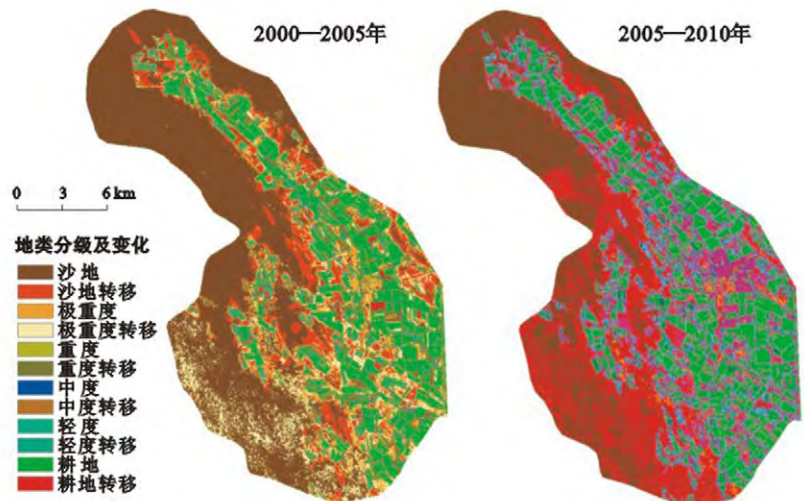 2000—2005年
2005—2010年
0 3 6 km
地类分级及变化
沙地
沙地转移
极重度
极重度转移
重度
重度转移
中度
中度转移
轻度
轻度转移
耕地
耕地转移